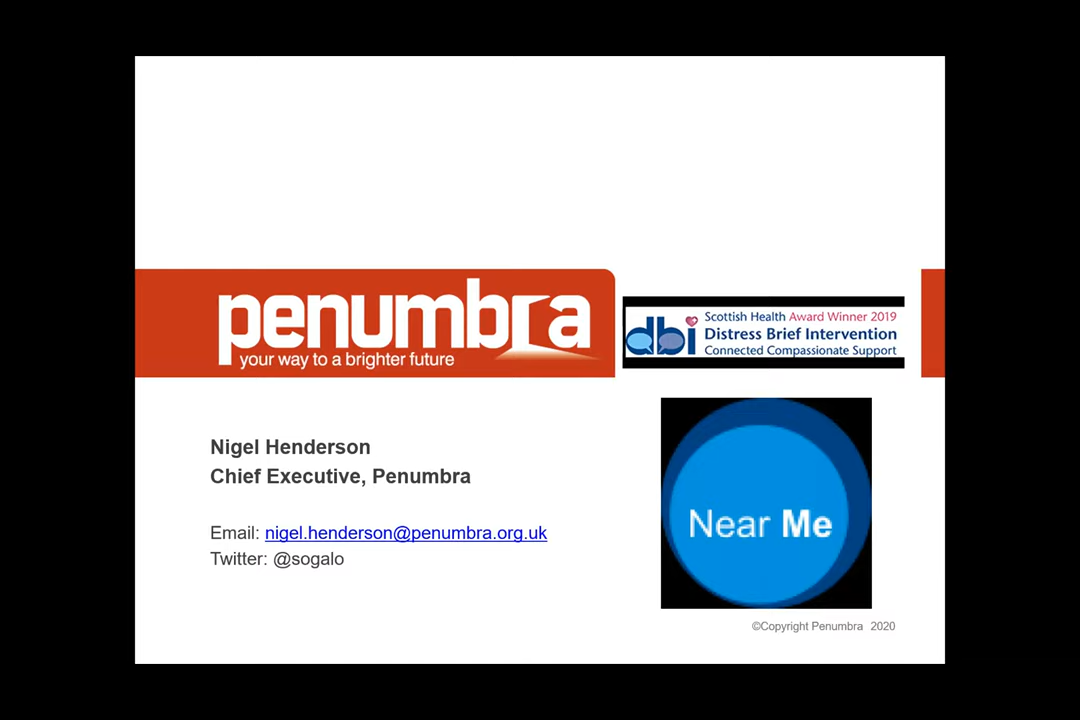 penumbra
your way to a brighter future
dbi
Scottish Health Award Winner 2019
Distress Brief Intervention
Connected Compassionate Support
Nigel Henderson
Chief Executive, Penumbra
Email: nigel.henderson@penumbra.org.uk
Twitter: @sogalo
Near Me
©Copyright Penumbra 2020